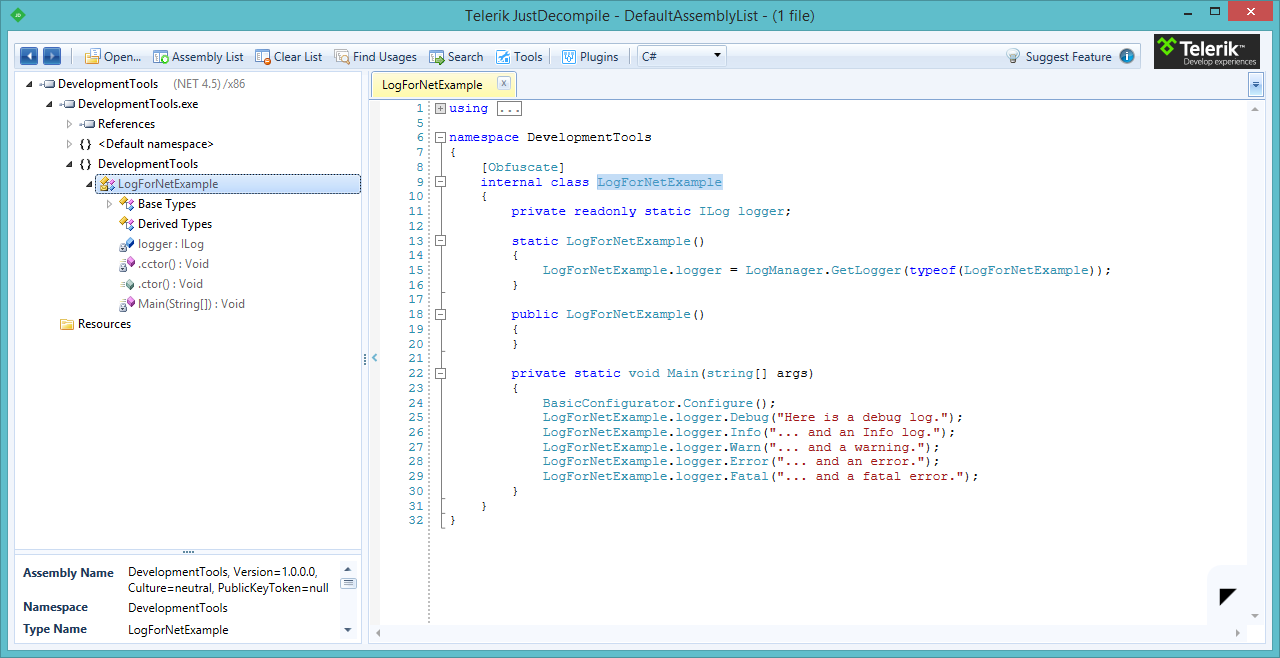 Telerik JustDecompile - DefaultAssemblyList - (1 file)
Open... Assembly List Clear List Find Usages Search Tools Plugins C# Suggest Feature
Telerik™
Develop experiences
DevelopmentTools (NET 4.5) /x86
DevelopmentTools.exe
References
{} <Default namespace>
{} DevelopmentTools
LogForNetExample
Base Types
Derived Types
logger : ILog
.cctor() : Void
.ctor() : Void
Main(String[]) : Void
Resources
Assembly Name DevelopmentTools, Version=1.0.0.0,
Culture=neutral, PublicKeyToken=null
Namespace DevelopmentTools
Type Name LogForNetExample
LogForNetExample
1 using ...
5
6 namespace DevelopmentTools
7 {
8 [Obfuscate]
9 internal class LogForNetExample
10 {
11 private readonly static ILog logger;
12
13 static LogForNetExample()
14 {
15 LogForNetExample.logger = LogManager.GetLogger(typeof(LogForNetExample));
16 }
17
18 public LogForNetExample()
19 {
20 }
21
22 private static void Main(string[] args)
23 {
24 BasicConfigurator.Configure();
25 LogForNetExample.logger.Debug("Here is a debug log.");
26 LogForNetExample.logger.Info("... and an Info log.");
27 LogForNetExample.logger.Warn("... and a warning.");
28 LogForNetExample.logger.Error("... and an error.");
29 LogForNetExample.logger.Fatal("... and a fatal error.");
30 }
31 }
32 }